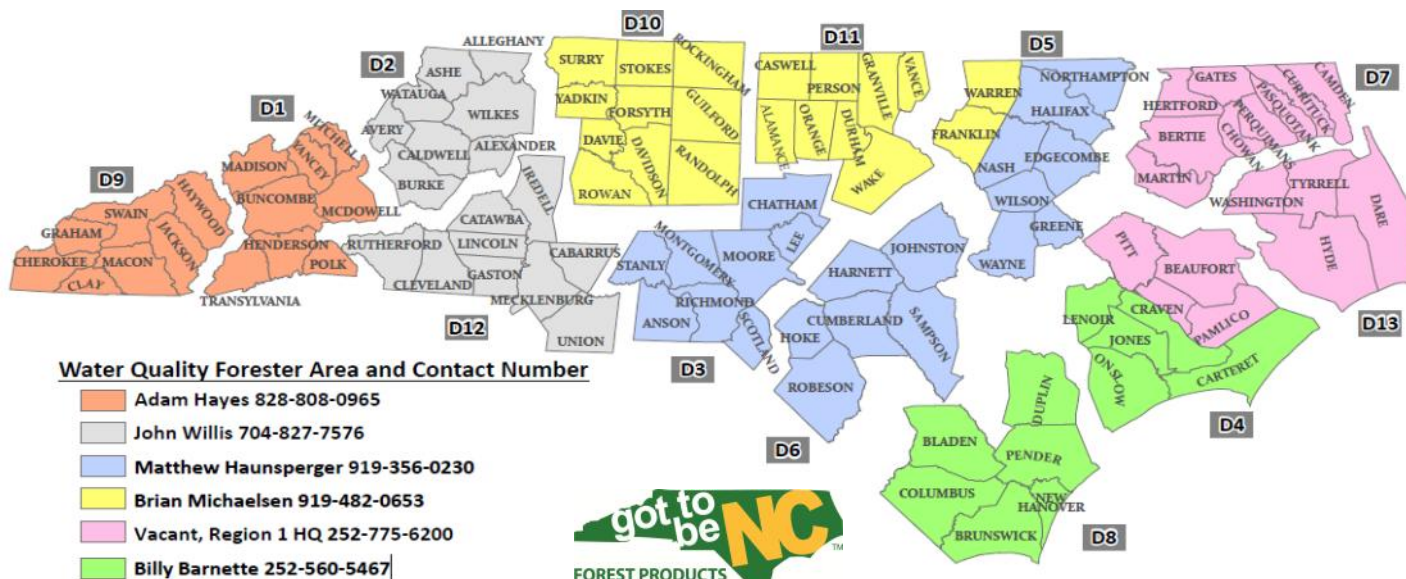 D10
D11
D5
D2
D7
D1
D9
D12
D3
D6
D4
D8
D13
ALLEGHANY
ASHE
WATAUGA
WILKES
AVERY
CALDWELL
ALEXANDER
BURKE
SURRY
STOKES
ROCKINGHAM
YADKIN
FORSYTH
GUILFORD
DAVIE
DAVIDSON
RANDOLPH
ROWAN
CASWELL
PERSON
GRANVILLE
VANCE
ALAMANCE
ORANGE
DURHAM
WAKE
WARREN
FRANKLIN
NORTHAMPTON
HALIFAX
NASH
EDGECOMBE
WILSON
GREENE
WAYNE
GATES
CURRITUCK
CAMDEN
HERTFORD
PASQUOTANK
PERQUIMANS
BERTIE
CHOWAN
MARTIN
TYRRELL
WASHINGTON
DARE
HYDE
PITT
BEAUFORT
PAMLICO
MITCHELL
MADISON
YANCEY
BUNCOMBE
MCDOWELL
HENDERSON
POLK
TRANSYLVANIA
HAYWOOD
SWAIN
GRAHAM
JACKSON
CHEROKEE
MACON
CLAY
IREDELL
CATAWBA
RUTHERFORD
LINCOLN
CABARRUS
CLEVELAND
GASTON
MECKLENBURG
UNION
CHATHAM
LEE
MONTGOMERY
MOORE
STANLY
RICHMOND
ANSON
SCOTLAND
JOHNSTON
HARNETT
CUMBERLAND
SAMPSON
HOKE
ROBESON
CRAVEN
LENOIR
JONES
ONSLOW
CARTERET
DUPLIN
BLADEN
PENDER
COLUMBUS
NEW
HANOVER
BRUNSWICK
Water Quality Forester Area and Contact Number
Adam Hayes 828-808-0965
John Willis 704-827-7576
Matthew Haunsperger 919-356-0230
Brian Michaelsen 919-482-0653
Vacant, Region 1 HQ 252-775-6200
Billy Barnette 252-560-5467
got to
be
NC
TM
FOREST PRODUCTS